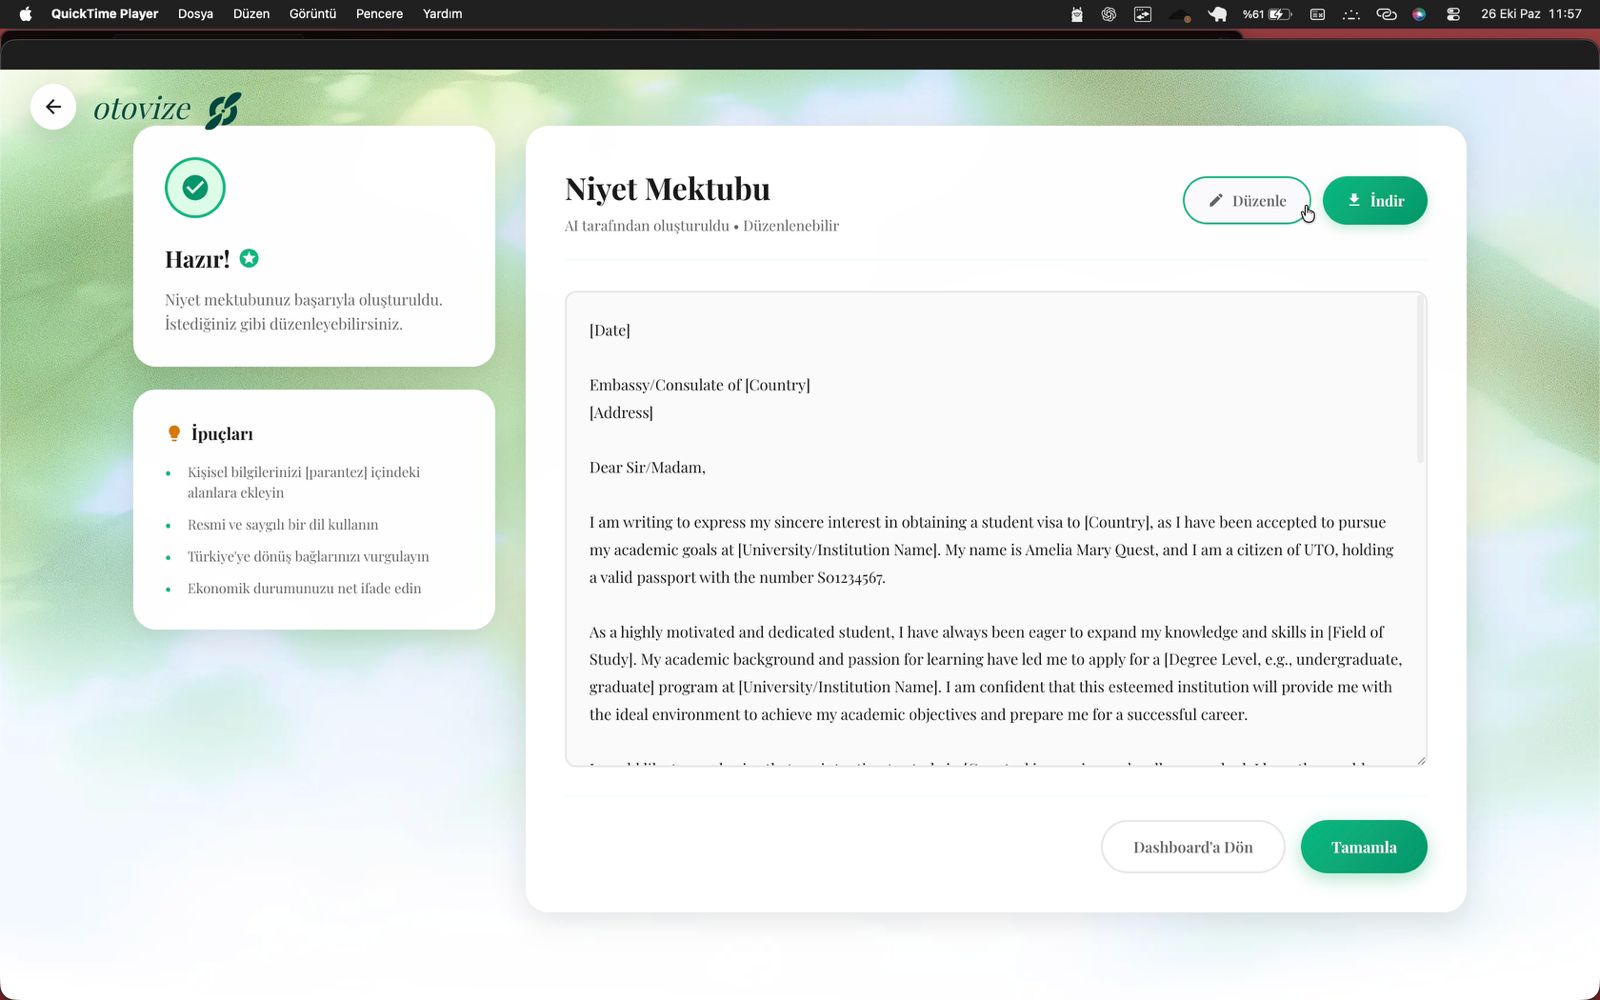 QuickTime Player Dosya Düzen Görüntü Pencere Yardım %61 26 Eki Paz 11:57
otovize
Hazır!
Niyet mektubunuz başarıyla oluşturuldu.
İstediğiniz gibi düzenleyebilirsiniz.
İpuçları
• Kişisel bilgilerinizi [parantez] içindeki
alanlara ekleyin
• Resmi ve saygılı bir dil kullanın
• Türkiye'ye dönüş bağlarınızı vurgulayın
• Ekonomik durumunuzu net ifade edin
Niyet Mektubu
AI tarafından oluşturuldu • Düzenlenebilir
Düzenle
İndir
[Date]
Embassy/Consulate of [Country]
[Address]
Dear Sir/Madam,
I am writing to express my sincere interest in obtaining a student visa to [Country], as I have been accepted to pursue
my academic goals at [University/Institution Name]. My name is Amelia Mary Quest, and I am a citizen of UTO, holding
a valid passport with the number S01234567.
As a highly motivated and dedicated student, I have always been eager to expand my knowledge and skills in [Field of
Study]. My academic background and passion for learning have led me to apply for a [Degree Level, e.g., undergraduate,
graduate] program at [University/Institution Name]. I am confident that this esteemed institution will provide me with
the ideal environment to achieve my academic objectives and prepare me for a successful career.
Dashboard'a Dön
Tamamla